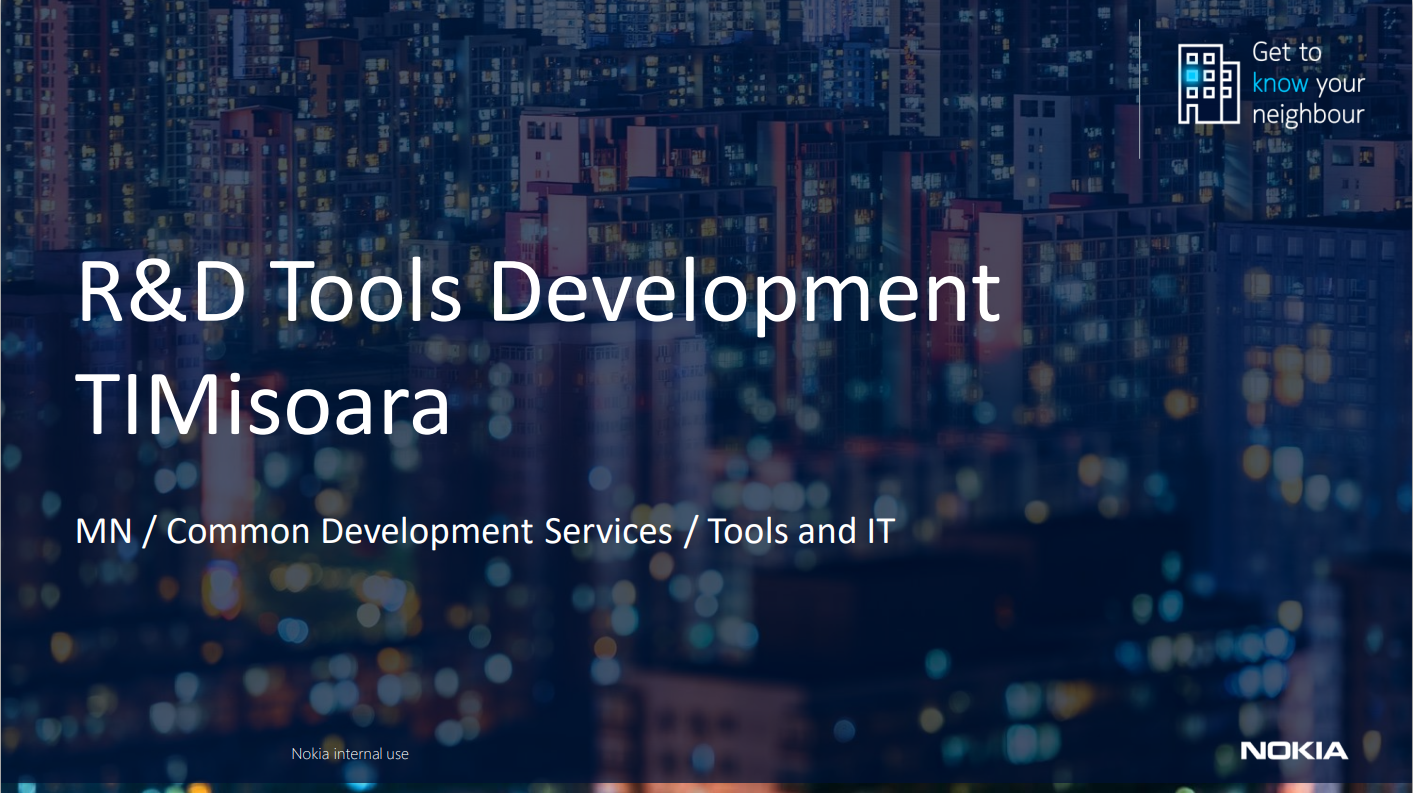 Get to
know your
neighbour
R&D Tools Development
TIMisoara
MN / Common Development Services / Tools and IT
Nokia internal use
NOKIA